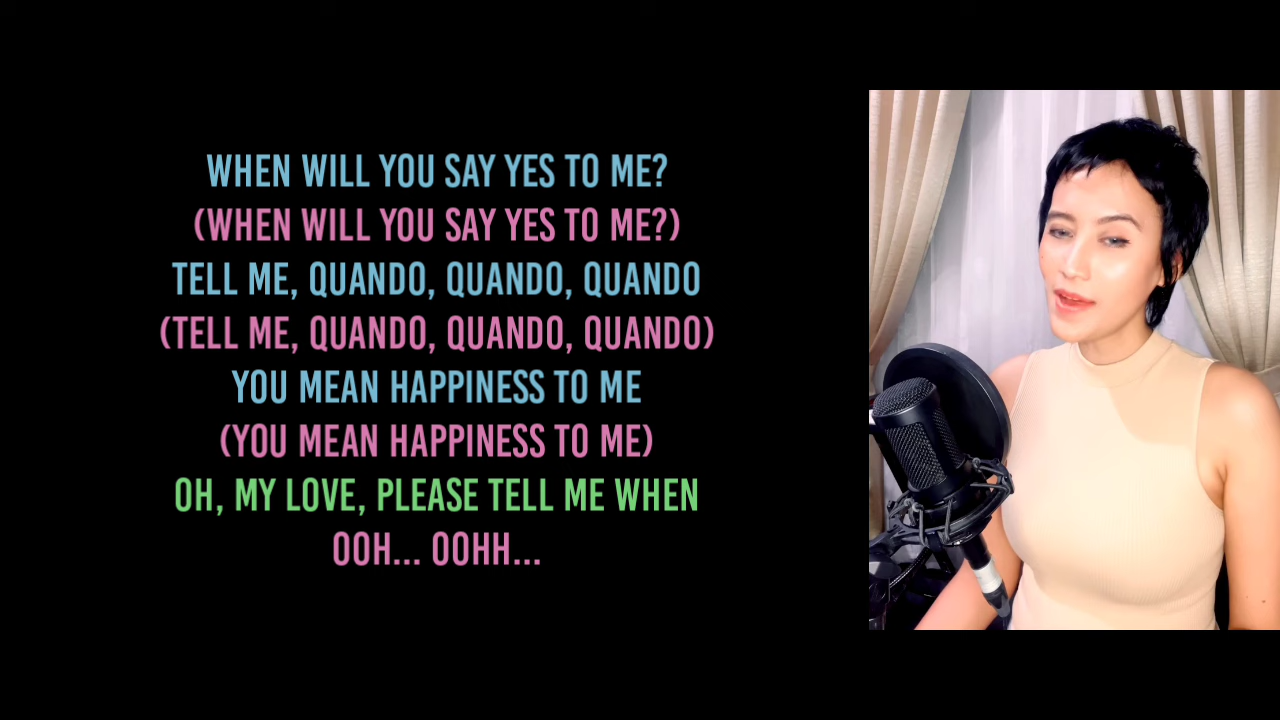 WHEN WILL YOU SAY YES TO ME?
(WHEN WILL YOU SAY YES TO ME?)
TELL ME, QUANDO, QUANDO, QUANDO
(TELL ME, QUANDO, QUANDO, QUANDO)
YOU MEAN HAPPINESS TO ME
(YOU MEAN HAPPINESS TO ME)
OH, MY LOVE, PLEASE TELL ME WHEN
OOH... OOHH...